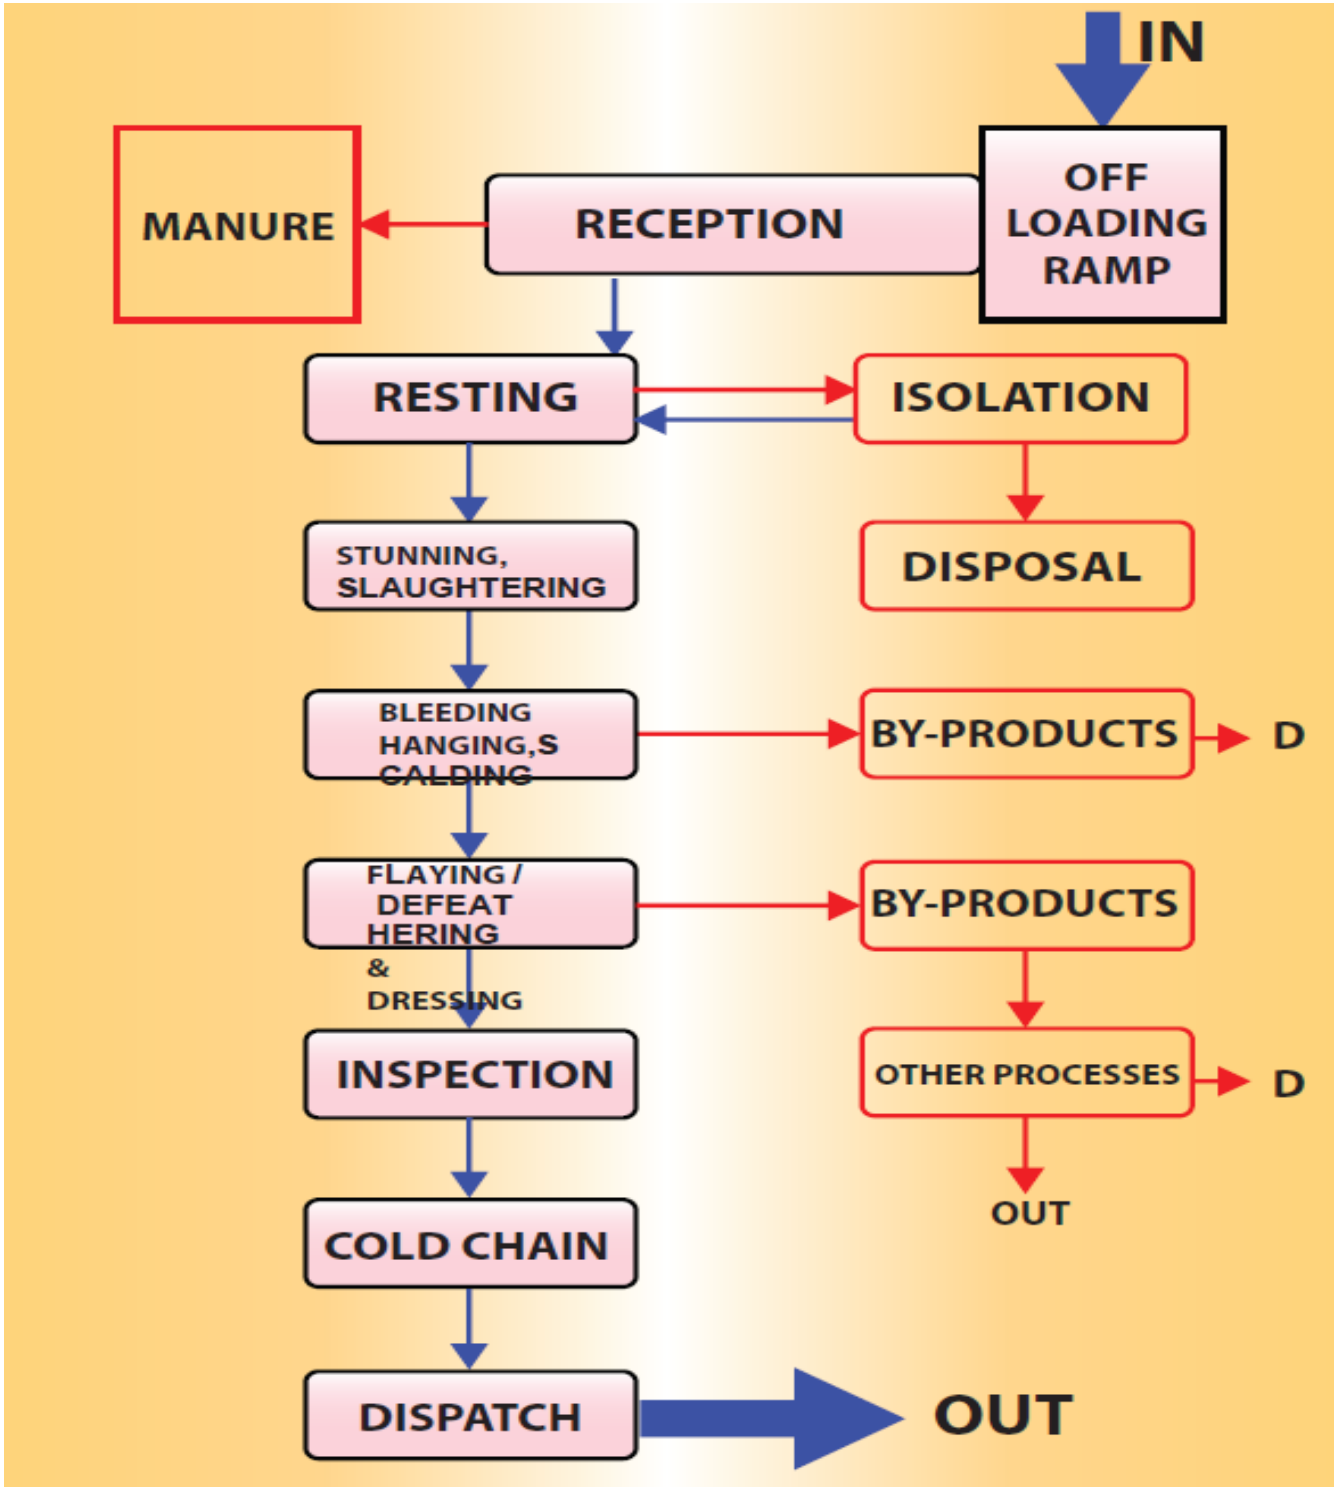 IN
OFF
LOADING
RAMP
RECEPTION
MANURE
RESTING
ISOLATION
STUNNING,
SLAUGHTERING
DISPOSAL
BLEEDING
HANGING,S
CALDING
BY-PRODUCTS
D
FLAYING /
DEFEAT
HERING
&
DRESSING
BY-PRODUCTS
INSPECTION
OTHER PROCESSES
D
OUT
COLD CHAIN
DISPATCH
OUT